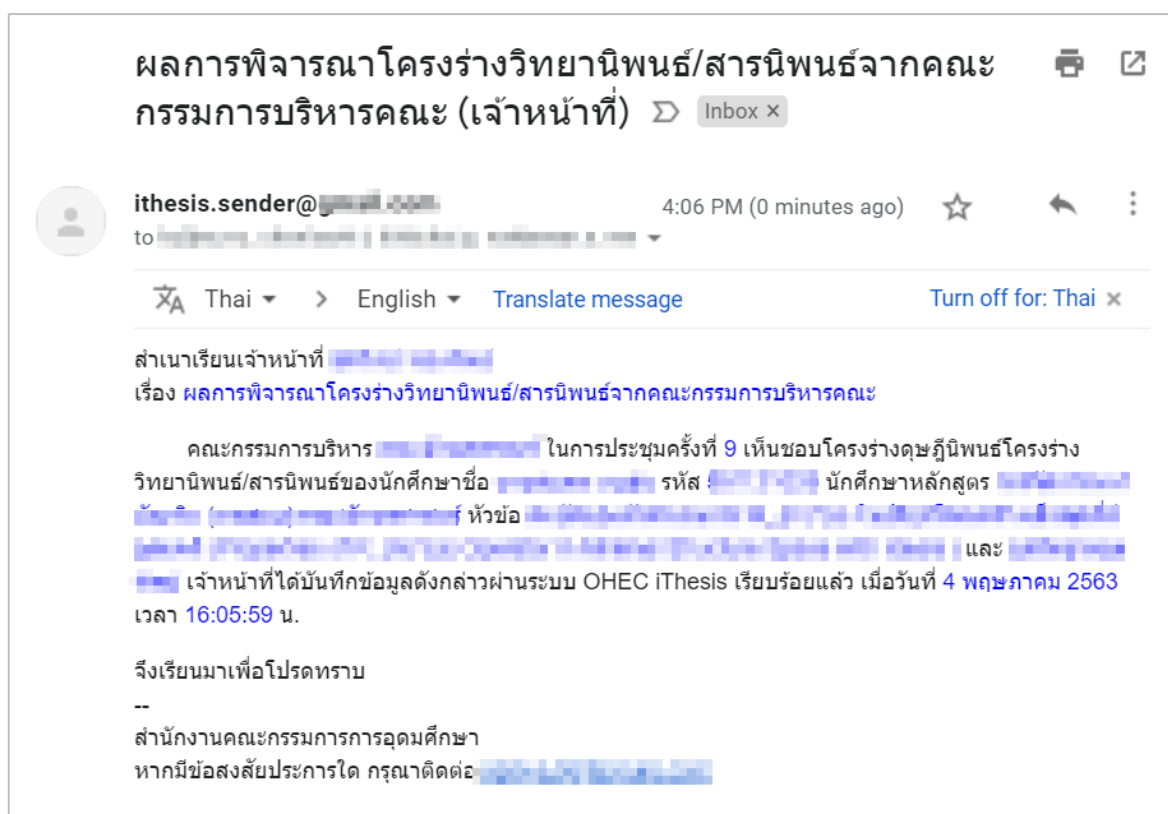 ผลการพิจารณาโครงร่างวิทยานิพนธ์/สารนิพนธ์จากคณะ
กรรมการบริหารคณะ (เจ้าหน้าที่) Inbox ×
ithesis.sender@ 4:06 PM (0 minutes ago)
to
Thai > English Translate message Turn off for: Thai ×
สำเนาเรียนเจ้าหน้าที่
เรื่อง ผลการพิจารณาโครงร่างวิทยานิพนธ์/สารนิพนธ์จากคณะกรรมการบริหารคณะ
คณะกรรมการบริหาร ในการประชุมครั้งที่ 9 เห็นชอบโครงร่างดุษฎีนิพนธ์โครงร่าง
วิทยานิพนธ์/สารนิพนธ์ของนักศึกษาชื่อ รหัส นักศึกษาหลักสูตร
หัวข้อ
และ
เจ้าหน้าที่ได้บันทึกข้อมูลดังกล่าวผ่านระบบ OHEC iThesis เรียบร้อยแล้ว เมื่อวันที่ 4 พฤษภาคม 2563
เวลา 16:05:59 น.
จึงเรียนมาเพื่อโปรดทราบ
--
สำนักงานคณะกรรมการการอุดมศึกษา
หากมีข้อสงสัยประการใด กรุณาติดต่อ